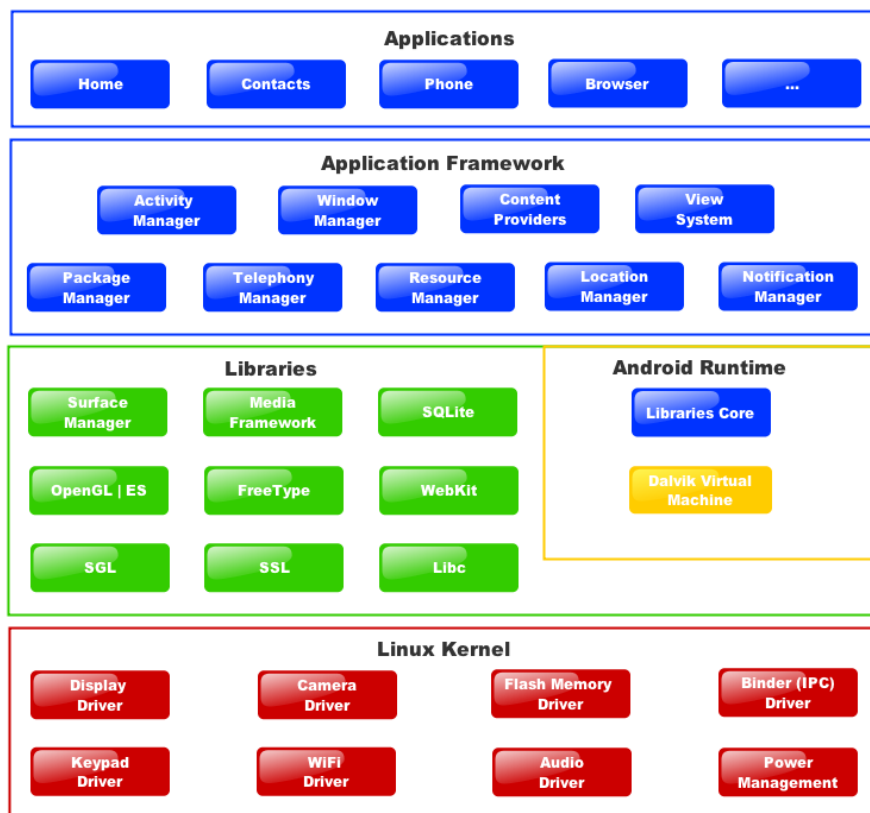 Applications
Home
Contacts
Phone
Browser
...
Application Framework
Activity
Manager
Window
Manager
Content
Providers
View
System
Package
Manager
Telephony
Manager
Resource
Manager
Location
Manager
Notification
Manager
Libraries
Surface
Manager
Media
Framework
SQLite
OpenGL | ES
FreeType
WebKit
SGL
SSL
Libc
Android Runtime
Libraries Core
Dalvik Virtual
Machine
Linux Kernel
Display
Driver
Camera
Driver
Flash Memory
Driver
Binder (IPC)
Driver
Keypad
Driver
WiFi
Driver
Audio
Driver
Power
Management